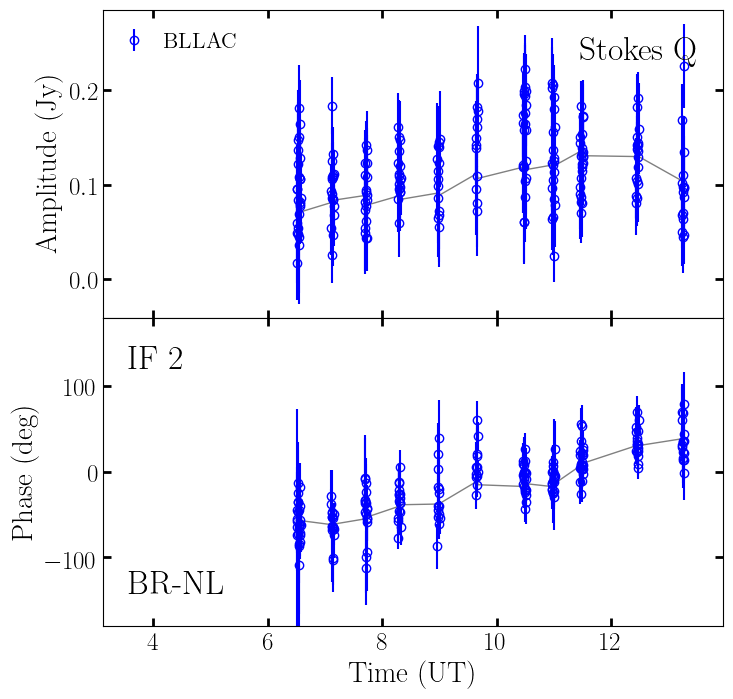 BLLAC
Stokes Q
Amplitude (Jy)
0.2
0.1
0.0
IF 2
Phase (deg)
100
0
−100
BR-NL
4 6 8 10 12
Time (UT)